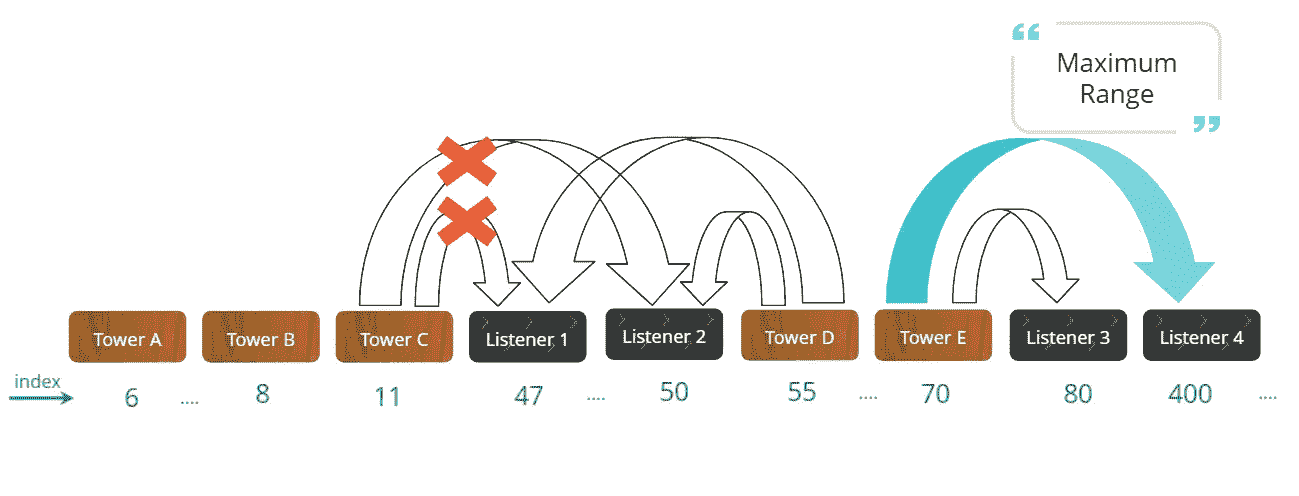 “
Maximum
Range
”
Tower A
Tower B
Tower C
Listener 1
Listener 2
Tower D
Tower E
Listener 3
Listener 4
index
6 .... 8 11 47 .... 50 55 .... 70 80 400 ....